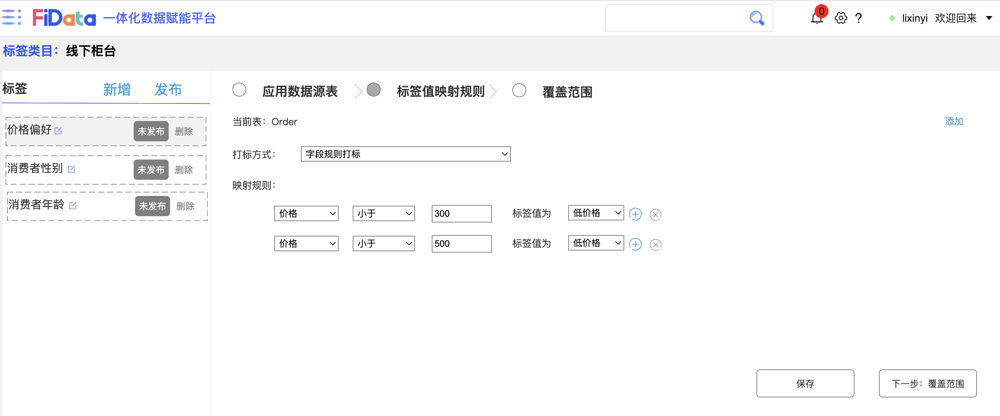 FiData 一体化数据赋能平台 0 ? lixinyi 欢迎回来
标签类目：线下柜台
标签 新增 发布
应用数据源表 标签值映射规则 覆盖范围
当前表：Order 添加
价格偏好 未发布 删除
打标方式： 字段规则打标
消费者性别 未发布 删除
映射规则：
消费者年龄 未发布 删除
价格 小于 300 标签值为 低价格
价格 小于 500 标签值为 低价格
保存 下一步：覆盖范围